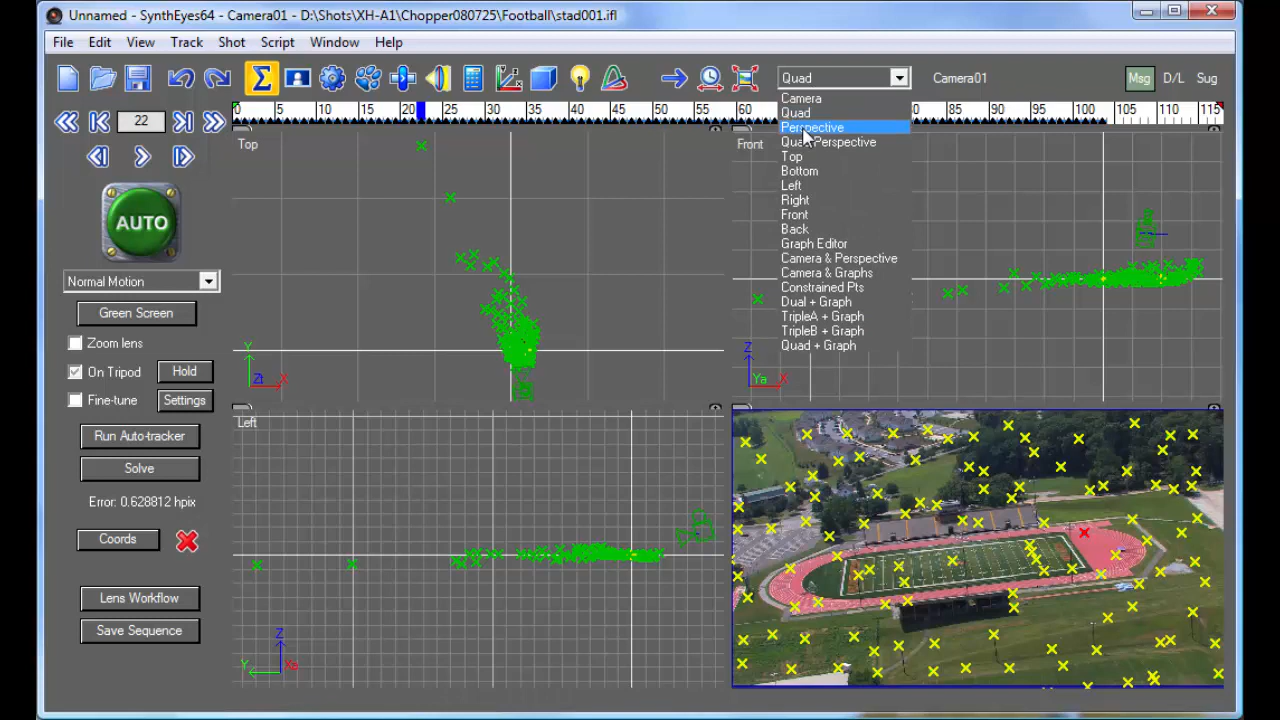 Unnamed - SynthEyes64 - Camera01 - D:\Shots\XH-A1\Chopper080725\Football\stad001.ifl
File Edit View Track Shot Script Window Help
Quad Camera01 Msg D/L Sug
0 5 10 15 20 25 30 35 40 45 50 55 60 80 85 90 95 100 105 110 115
22
Camera
Quad
Perspective
Quad Perspective
Top
Bottom
Left
Right
Front
Back
Graph Editor
Camera & Perspective
Camera & Graphs
Constrained Pts
Dual + Graph
TripleA + Graph
TripleB + Graph
Quad + Graph
AUTO
Normal Motion
Green Screen
Zoom lens
On Tripod Hold
Fine-tune Settings
Run Auto-tracker
Solve
Error: 0.628812 hpix
Coords
Lens Workflow
Save Sequence
Top
Y
Zt X
Front
Z
Ya X
Left
Z
Y Xa